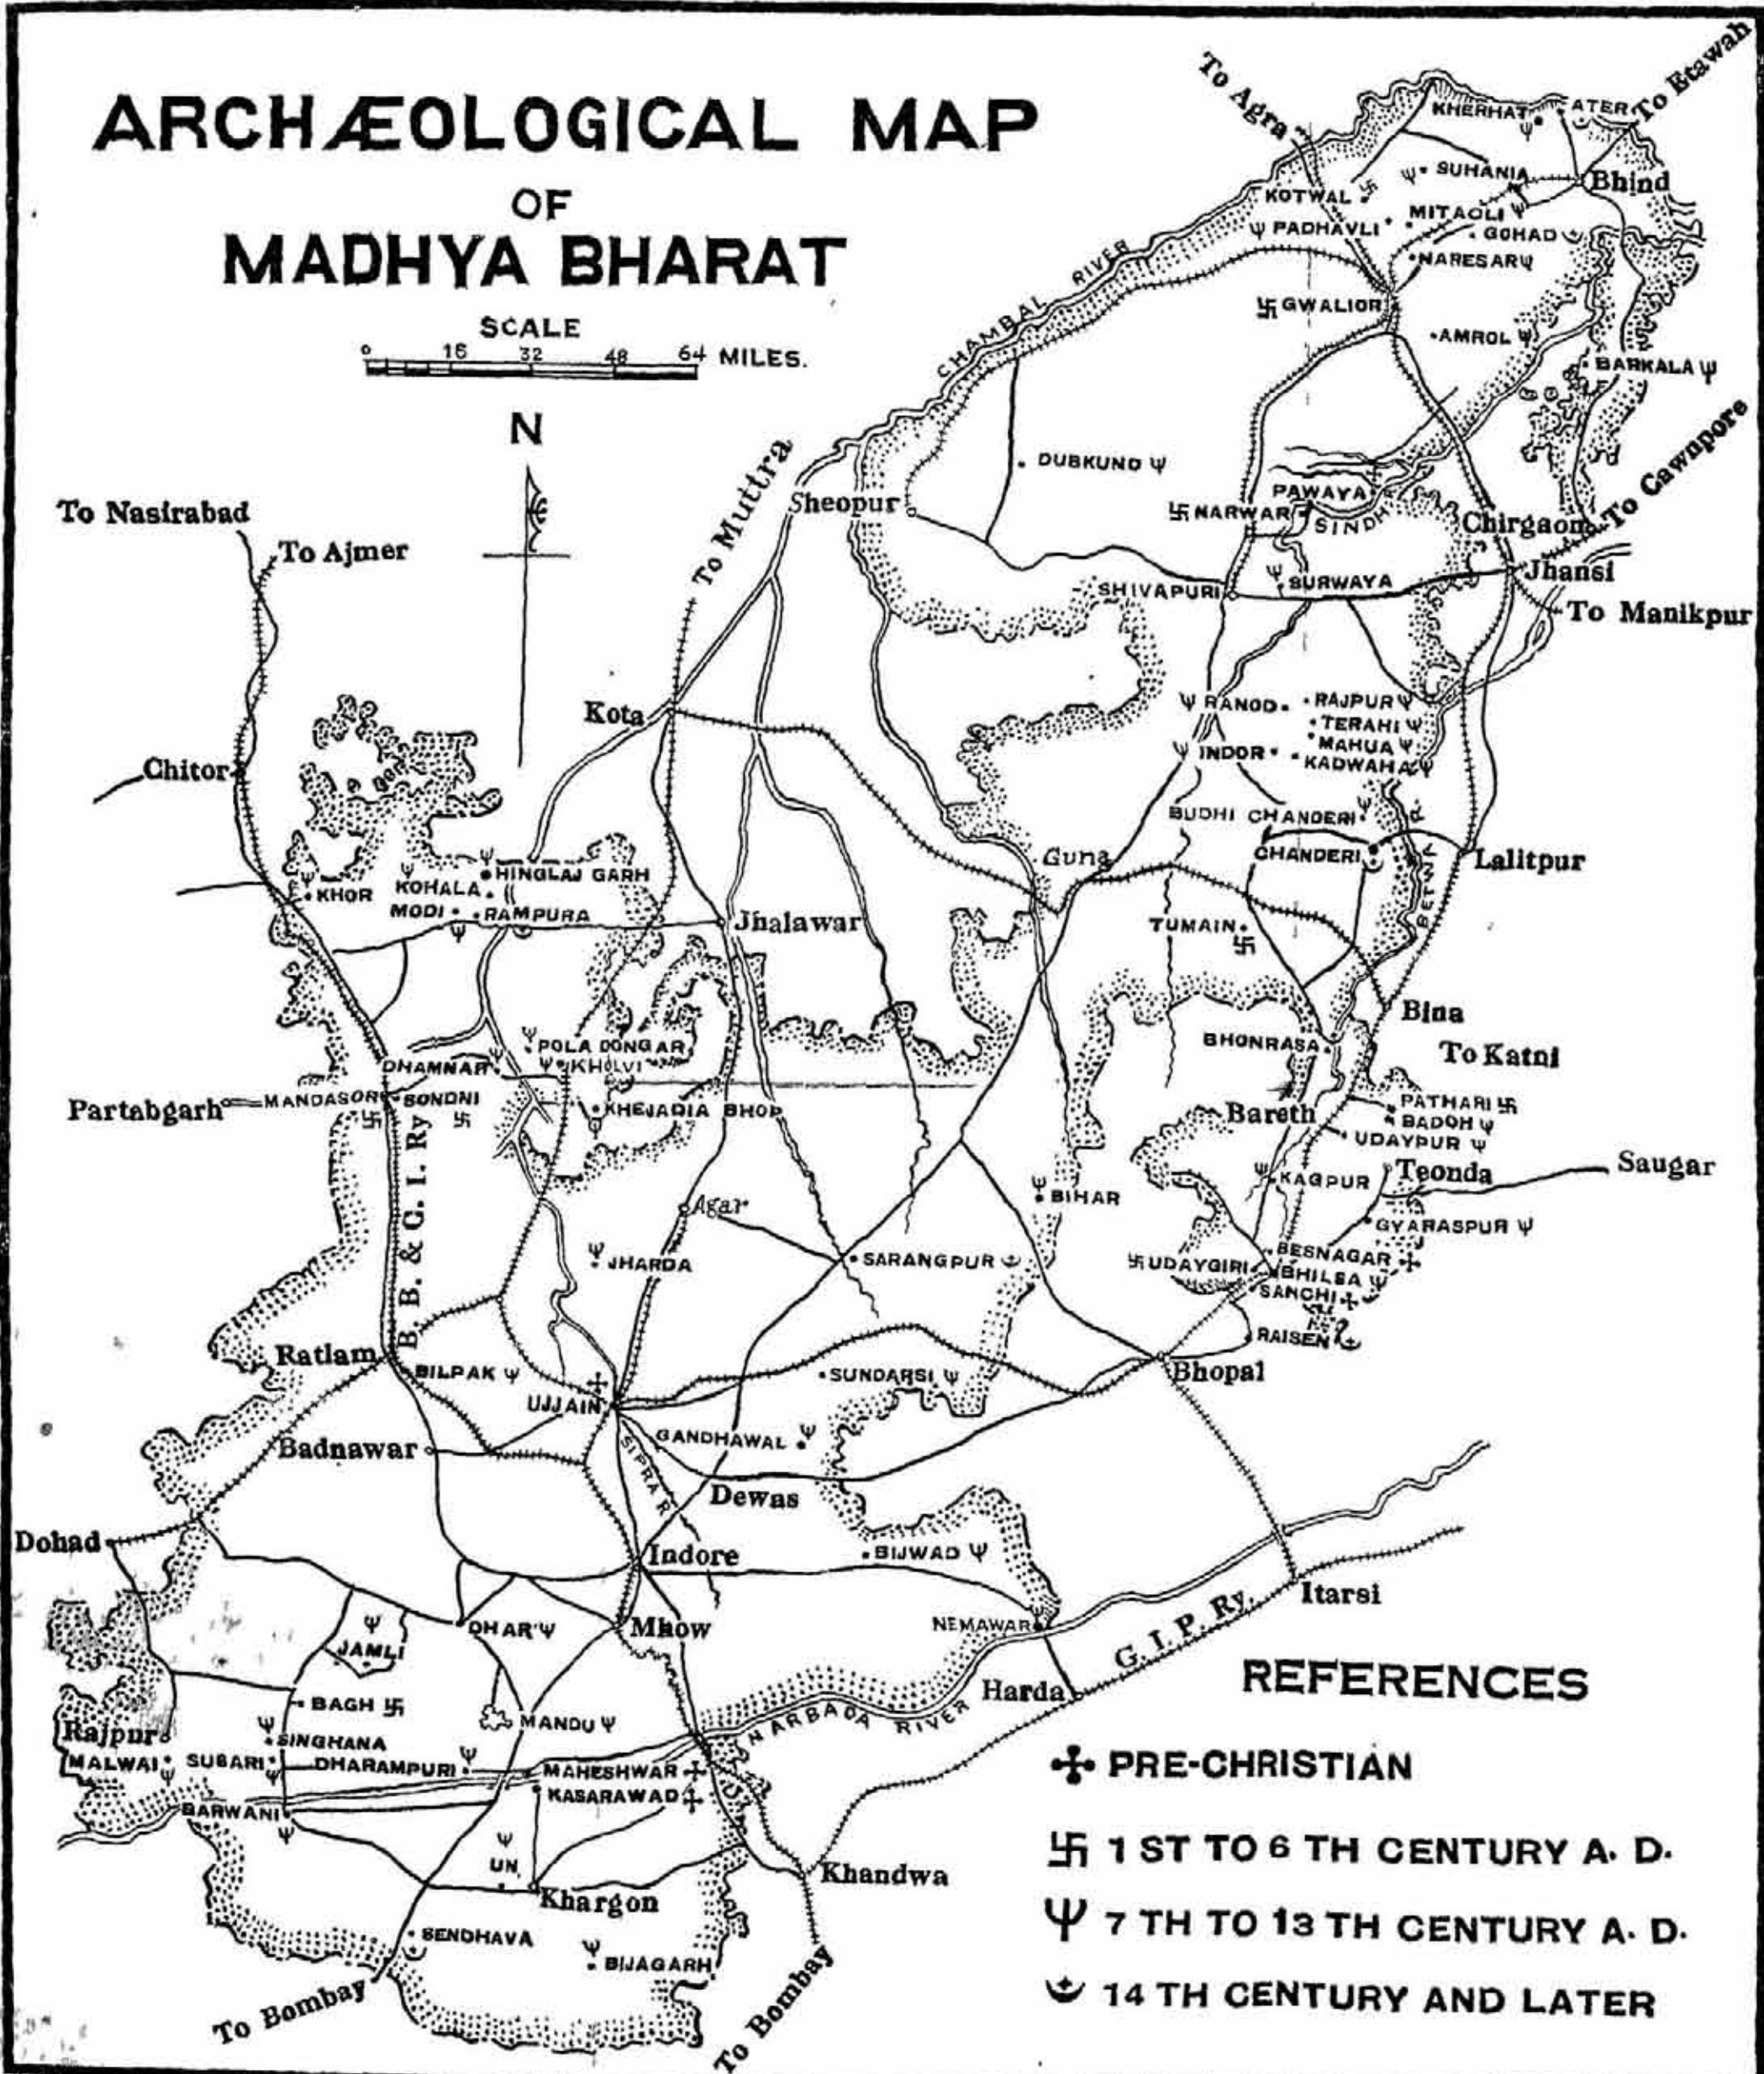 ARCHÆOLOGICAL MAP
OF
MADHYA BHARAT
SCALE
0 16 32 48 64 MILES.
N
To Agra
To Etawah
KHERHAT
ATER
SUHANIA
Bhind
KOTWAL
MITAOLI
PADHAVLI
GOHAD
NARESAR
CHAMBAL RIVER
GWALIOR
AMROL
BARKALA
To Cawnpore
DUBKUND
To Muttra
Sheopur
PAWAYA
NARWAR
SINDH
Chirgaon
To Nasirabad
To Ajmer
Jhansi
SHIVAPURI
SURWAYA
To Manikpur
Kota
RANOD
RAJPUR
TERAHI
MAHUA
INDOR
KADWAHA
Chitor
BUDHI CHANDERI
CHANDERI
Guna
Lalitpur
BETWA R.
HINGLAJ GARH
KHOR
KOHALA
MODI
RAMPURA
Jhalawar
TUMAIN
Bina
POLA DONGAR
BHONRASA
To Katni
DHAMNAR
KHOLVI
Partabgarh
MANDASOR
SONDNI
KHEJADIA BHOP
PATHARI
Bareth
BADOH
UDAYPUR
B. B. & C. I. Ry
KAGPUR
Teonda
Saugar
BIHAR
Agar
GYARASPUR
JHARDA
SARANGPUR
BESNAGAR
UDAYGIRI
BHILSA
SANCHI
RAISEN
Ratlam
BILPAK
SUNDARSI
Bhopal
UJJAIN
GANDHAWAL
Badnawar
SIPRA R.
Dewas
Dohad
Indore
BIJWAD
Itarsi
DHAR
Mhow
NEMAWAR
JAMLI
G. I. P. Ry.
Harda
REFERENCES
BAGH
MANDU
NARBADA RIVER
Rajpur
SINGHANA
MALWAI
SUSARI
DHARAMPURI
MAHESHWAR
PRE-CHRISTIAN
KASARAWAD
BARWANI
1 ST TO 6 TH CENTURY A. D.
UN
Khandwa
Khargon
7 TH TO 13 TH CENTURY A. D.
SENDHAVA
BIJAGARH
14 TH CENTURY AND LATER
To Bombay
To Bombay